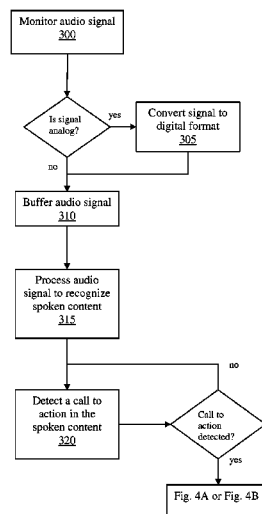 Monitor audio signal
300
Is signal
analog?
yes
Convert signal to
digital format
305
no
Buffer audio signal
310
Process audio
signal to recognize
spoken content
315
no
Detect a call to
action in the
spoken content
320
Call to
action
detected?
yes
Fig. 4A or Fig. 4B